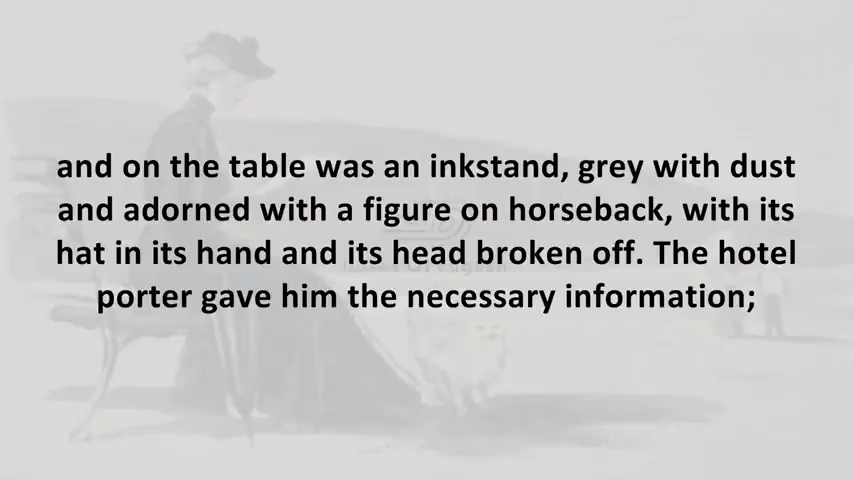 and on the table was an inkstand, grey with dust
and adorned with a figure on horseback, with its
hat in its hand and its head broken off. The hotel
porter gave him the necessary information;